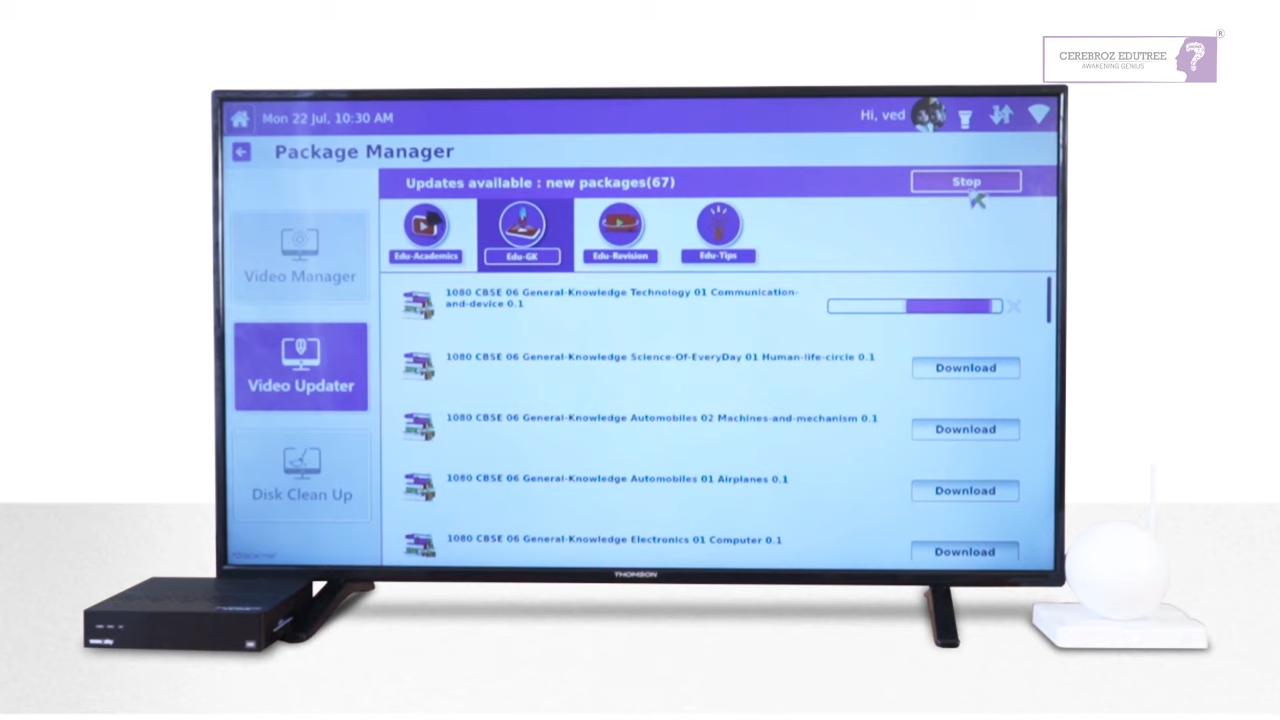 CEREBROZ EDUTREE
AWAKENING GENIUS
®
Mon 22 Jul, 10:30 AM
Hi, ved
Package Manager
Updates available : new packages(67)
Stop
Edu-Academics
Edu-GK
Edu-Revision
Edu-Tips
Video Manager
Video Updater
Disk Clean Up
1080 CBSE 06 General-Knowledge Technology 01 Communication-
and-device 0.1
1080 CBSE 06 General-Knowledge Science-Of-EveryDay 01 Human-life-circle 0.1
Download
1080 CBSE 06 General-Knowledge Automobiles 02 Machines-and-mechanism 0.1
Download
1080 CBSE 06 General-Knowledge Automobiles 01 Airplanes 0.1
Download
1080 CBSE 06 General-Knowledge Electronics 01 Computer 0.1
Download
THOMSON